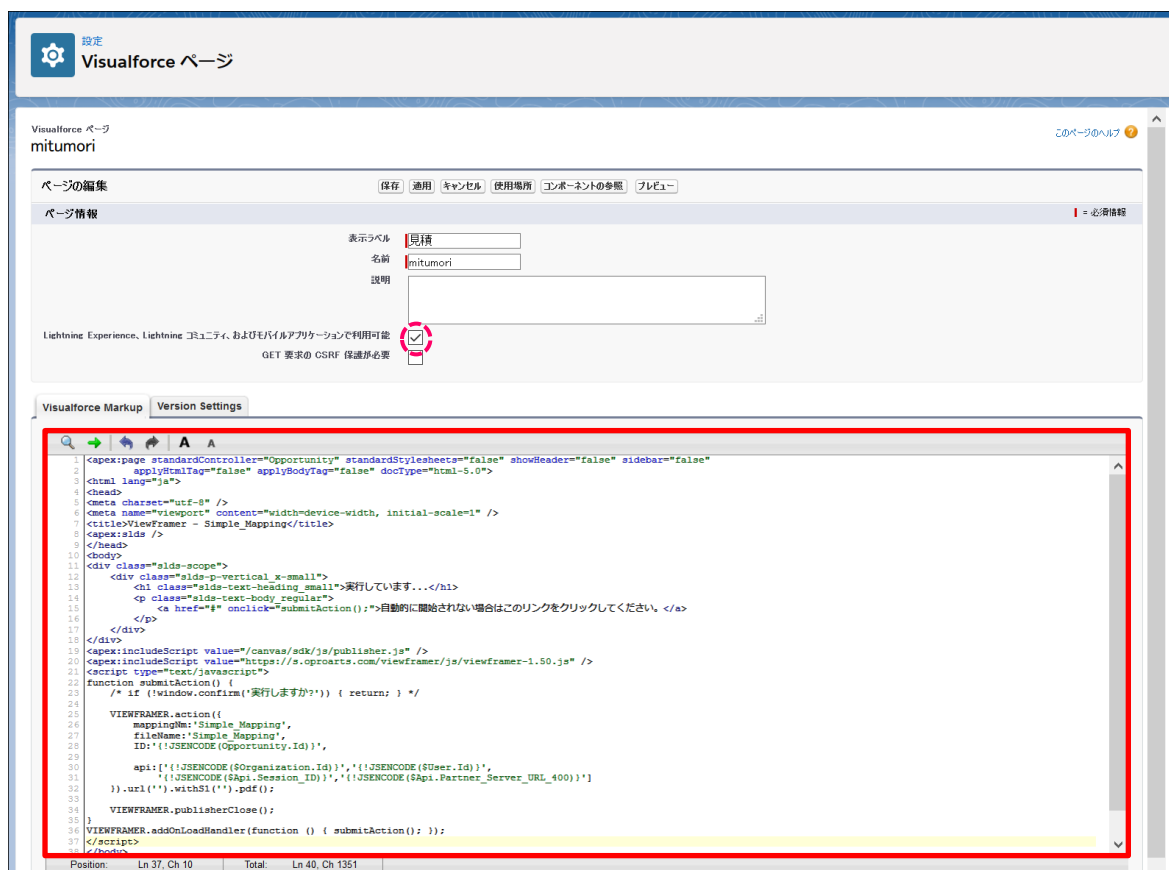 設定
Visualforce ページ
Visualforce ページ
mitumori
このページのヘルプ ?
ページの編集 保存 適用 キャンセル 使用場所 コンポーネントの参照 プレビュー
ページ情報 = 必須情報
表示ラベル 見積
名前 mitumori
説明
Lightning Experience、Lightning コミュニティ、およびモバイルアプリケーションで利用可能
GET 要求の CSRF 保護が必要
Visualforce Markup Version Settings
A A
1 <apex:page standardController="Opportunity" standardStylesheets="false" showHeader="false" sidebar="false"
2 applyHtmlTag="false" applyBodyTag="false" docType="html-5.0">
3 <html lang="ja">
4 <head>
5 <meta charset="utf-8" />
6 <meta name="viewport" content="width=device-width, initial-scale=1" />
7 <title>ViewFramer - Simple_Mapping</title>
8 <apex:slds />
9 </head>
10 <body>
11 <div class="slds-scope">
12 <div class="slds-p-vertical_x-small">
13 <h1 class="slds-text-heading_small">実行しています...</h1>
14 <p class="slds-text-body_regular">
15 <a href="#" onclick="submitAction();">自動的に開始されない場合はこのリンクをクリックしてください。</a>
16 </p>
17 </div>
18 </div>
19 <apex:includeScript value="/canvas/sdk/js/publisher.js" />
20 <apex:includeScript value="https://s.oproarts.com/viewframer/js/viewframer-1.50.js" />
21 <script type="text/javascript">
22 function submitAction() {
23 /* if (!window.confirm('実行しますか?')) { return; } */
24
25 VIEWFRAMER.action({
26 mappingNm:'Simple_Mapping',
27 fileName:'Simple_Mapping',
28 ID:'{!JSENCODE(Opportunity.Id)}',
29
30 api:['{!JSENCODE($Organization.Id)}','{!JSENCODE($User.Id)}',
31 '{!JSENCODE($Api.Session_ID)}','{!JSENCODE($Api.Partner_Server_URL_400)}']
32 }).url('').withS1('').pdf();
33
34 VIEWFRAMER.publisherClose();
35 }
36 VIEWFRAMER.addOnLoadHandler(function () { submitAction(); });
37 </script>
38 </body>
Position: Ln 37, Ch 10 Total: Ln 40, Ch 1351